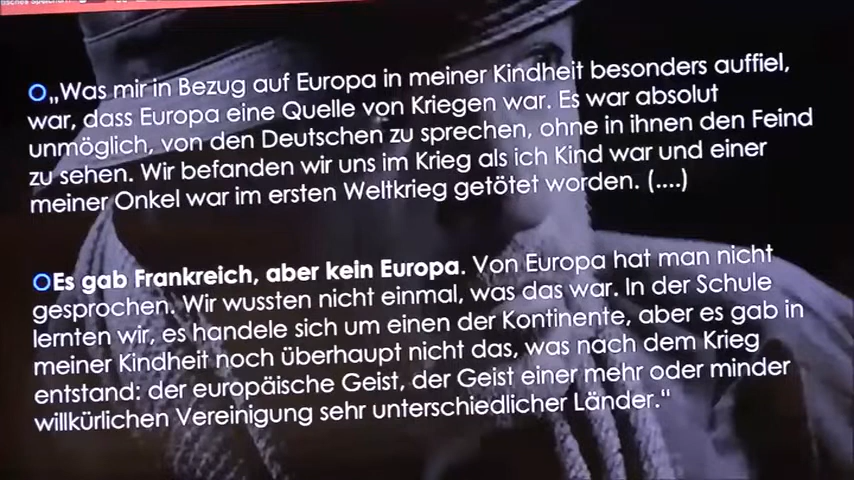 „Was mir in Bezug auf Europa in meiner Kindheit besonders auffiel,
war, dass Europa eine Quelle von Kriegen war. Es war absolut
unmöglich, von den Deutschen zu sprechen, ohne in ihnen den Feind
zu sehen. Wir befanden wir uns im Krieg als ich Kind war und einer
meiner Onkel war im ersten Weltkrieg getötet worden. (....)
Es gab Frankreich, aber kein Europa. Von Europa hat man nicht
gesprochen. Wir wussten nicht einmal, was das war. In der Schule
lernten wir, es handele sich um einen der Kontinente, aber es gab in
meiner Kindheit noch überhaupt nicht das, was nach dem Krieg
entstand: der europäische Geist, der Geist einer mehr oder minder
willkürlichen Vereinigung sehr unterschiedlicher Länder."